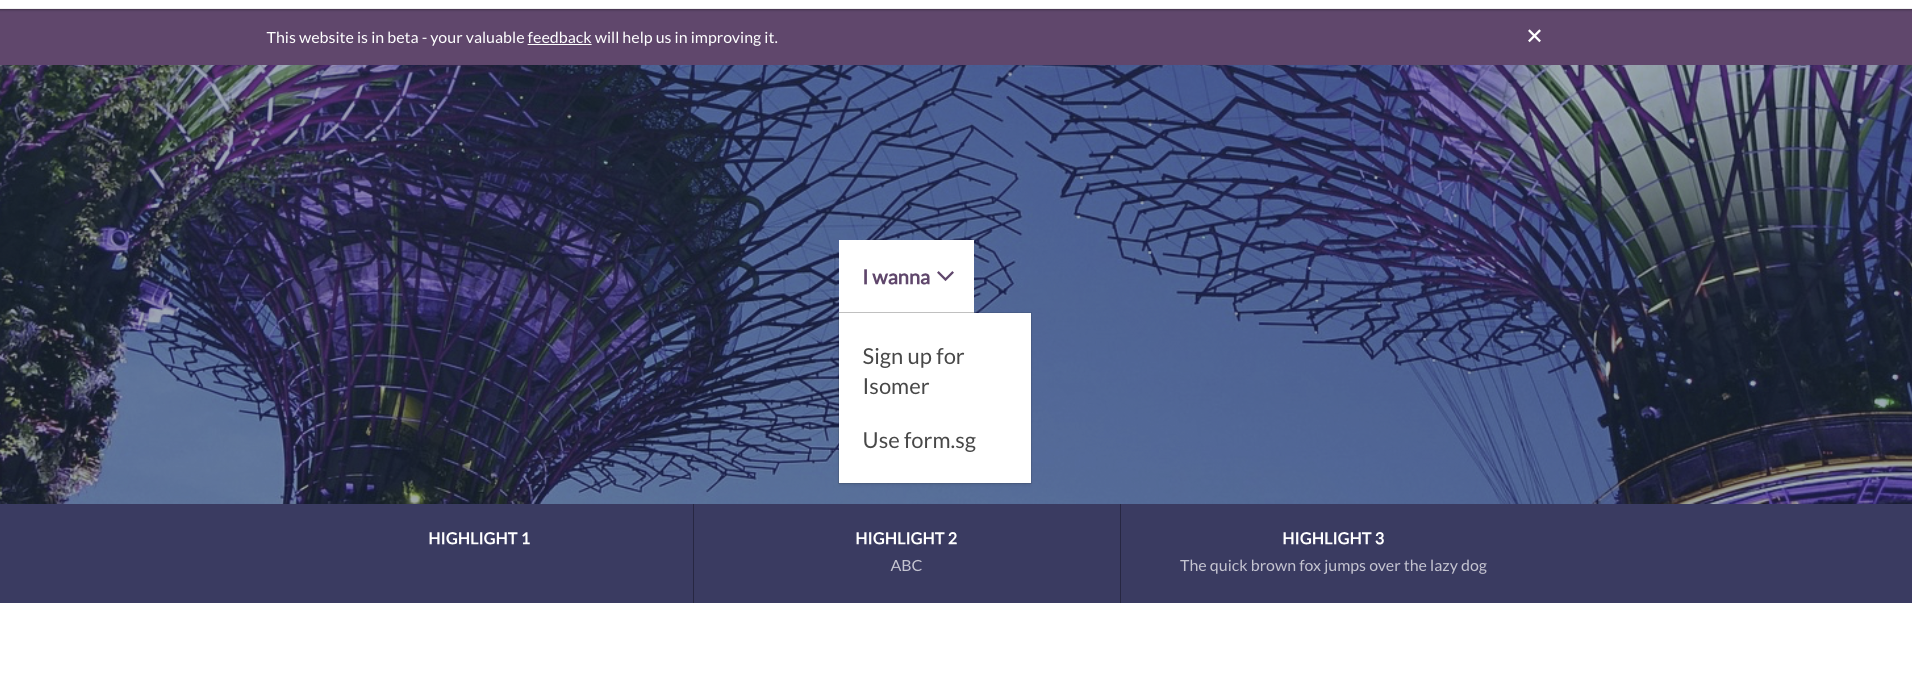 This website is in beta - your valuable feedback will help us in improving it.
I wanna
Sign up for
Isomer
Use form.sg
HIGHLIGHT 1
HIGHLIGHT 2
ABC
HIGHLIGHT 3
The quick brown fox jumps over the lazy dog